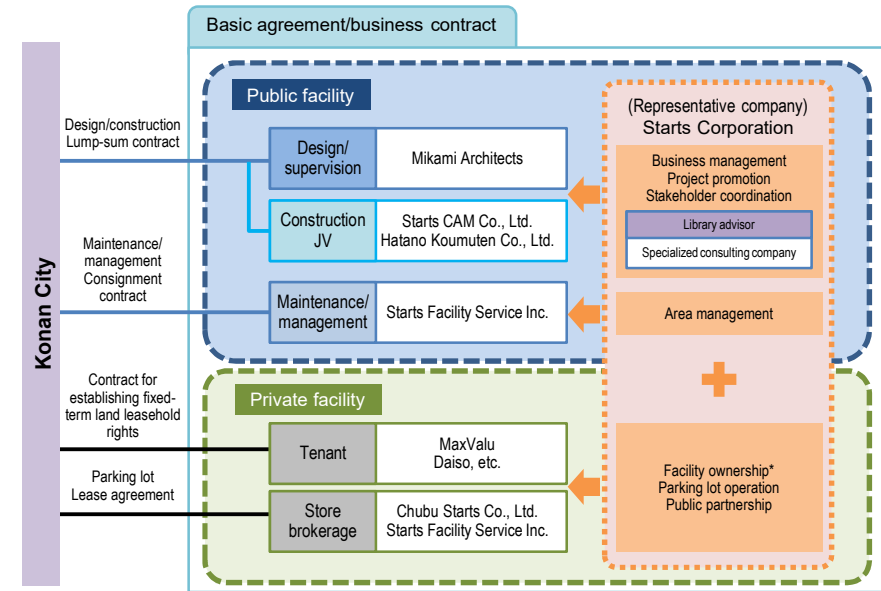 Basic agreement/business contract
Konan City
Design/construction
Lump-sum contract
Maintenance/
management
Consignment
contract
Contract for
establishing fixed-
term land leasehold
rights
Parking lot
Lease agreement
Public facility
Design/
supervision
Mikami Architects
Construction
JV
Starts CAM Co., Ltd.
Hatano Koumuten Co., Ltd.
Maintenance/
management
Starts Facility Service Inc.
Private facility
Tenant
MaxValu
Daiso, etc.
Store
brokerage
Chubu Starts Co., Ltd.
Starts Facility Service Inc.
(Representative company)
Starts Corporation
Business management
Project promotion
Stakeholder coordination
Library advisor
Specialized consulting company
Area management
Facility ownership*
Parking lot operation
Public partnership